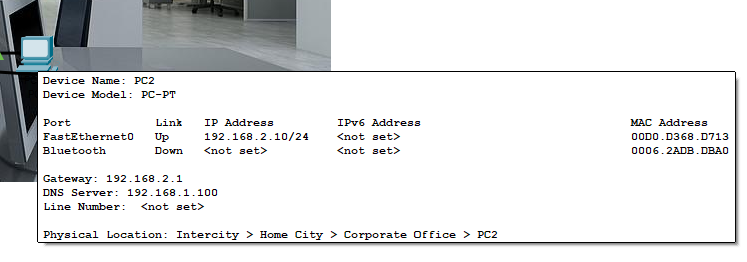 Device Name: PC2
Device Model: PC-PT
Port Link IP Address IPv6 Address MAC Address
FastEthernet0 Up 192.168.2.10/24 <not set> 00D0.D368.D713
Bluetooth Down <not set> <not set> 0006.2ADB.DBA0
Gateway: 192.168.2.1
DNS Server: 192.168.1.100
Line Number: <not set>
Physical Location: Intercity > Home City > Corporate Office > PC2